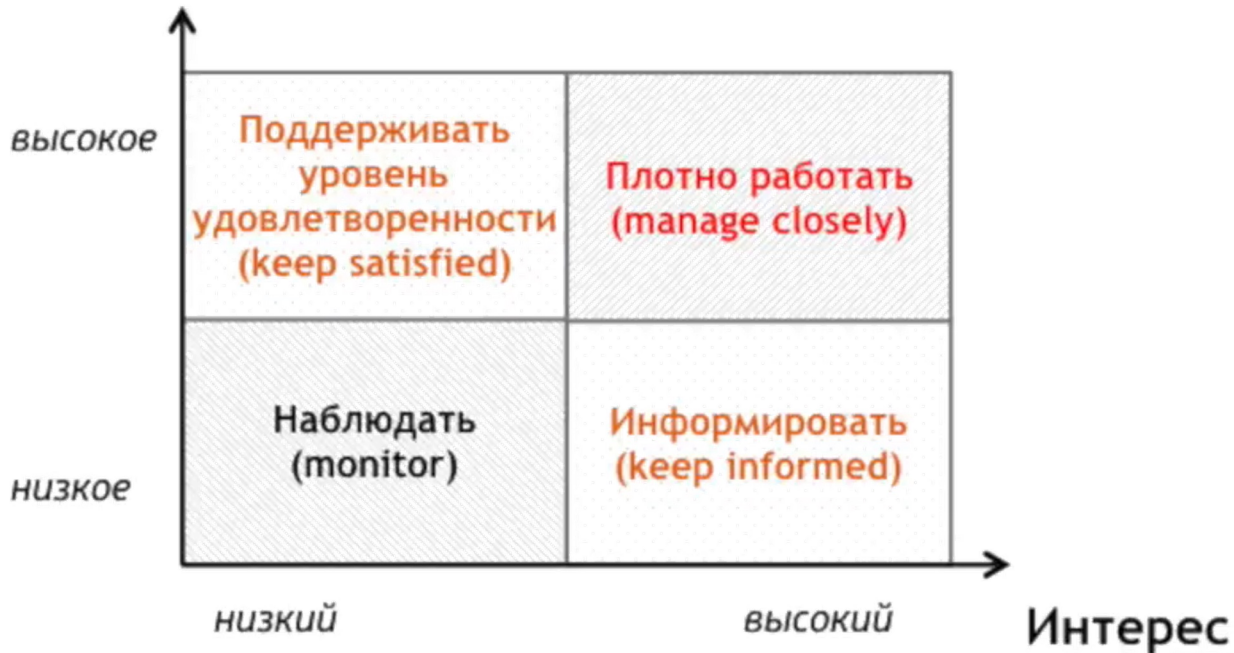 высокое
Поддерживать
уровень
удовлетворенности
(keep satisfied)
Плотно работать
(manage closely)
низкое
Наблюдать
(monitor)
Информировать
(keep informed)
низкий
высокий
Интерес